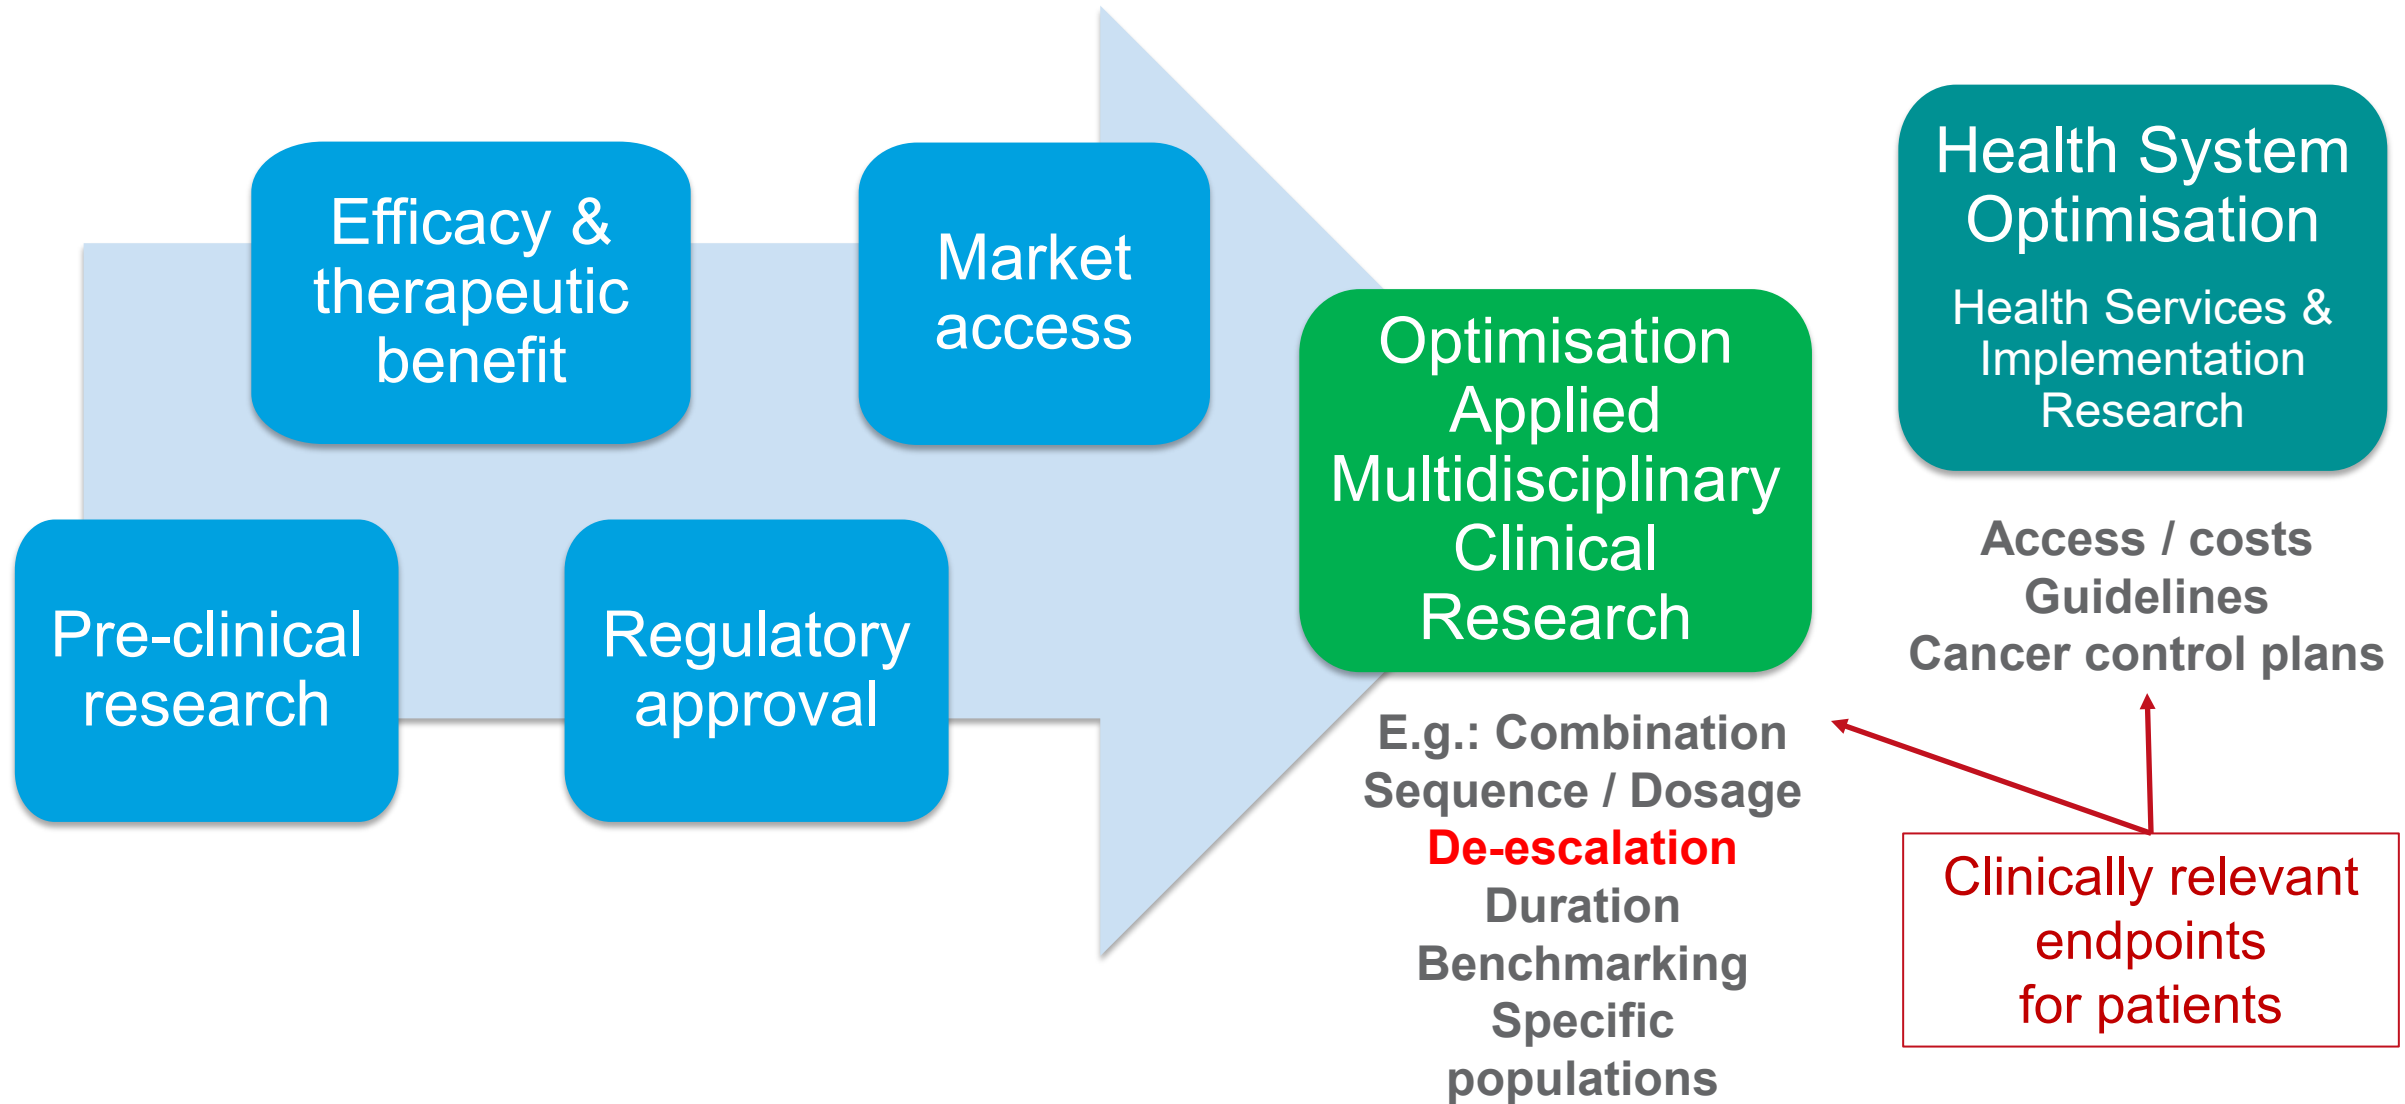 Efficacy &
therapeutic
benefit
Market
access
Pre-clinical
research
Regulatory
approval
Optimisation
Applied
Multidisciplinary
Clinical
Research
E.g.: Combination
Sequence / Dosage
De-escalation
Duration
Benchmarking
Specific
populations
Health System
Optimisation
Health Services &
Implementation
Research
Access / costs
Guidelines
Cancer control plans
Clinically relevant
endpoints
for patients